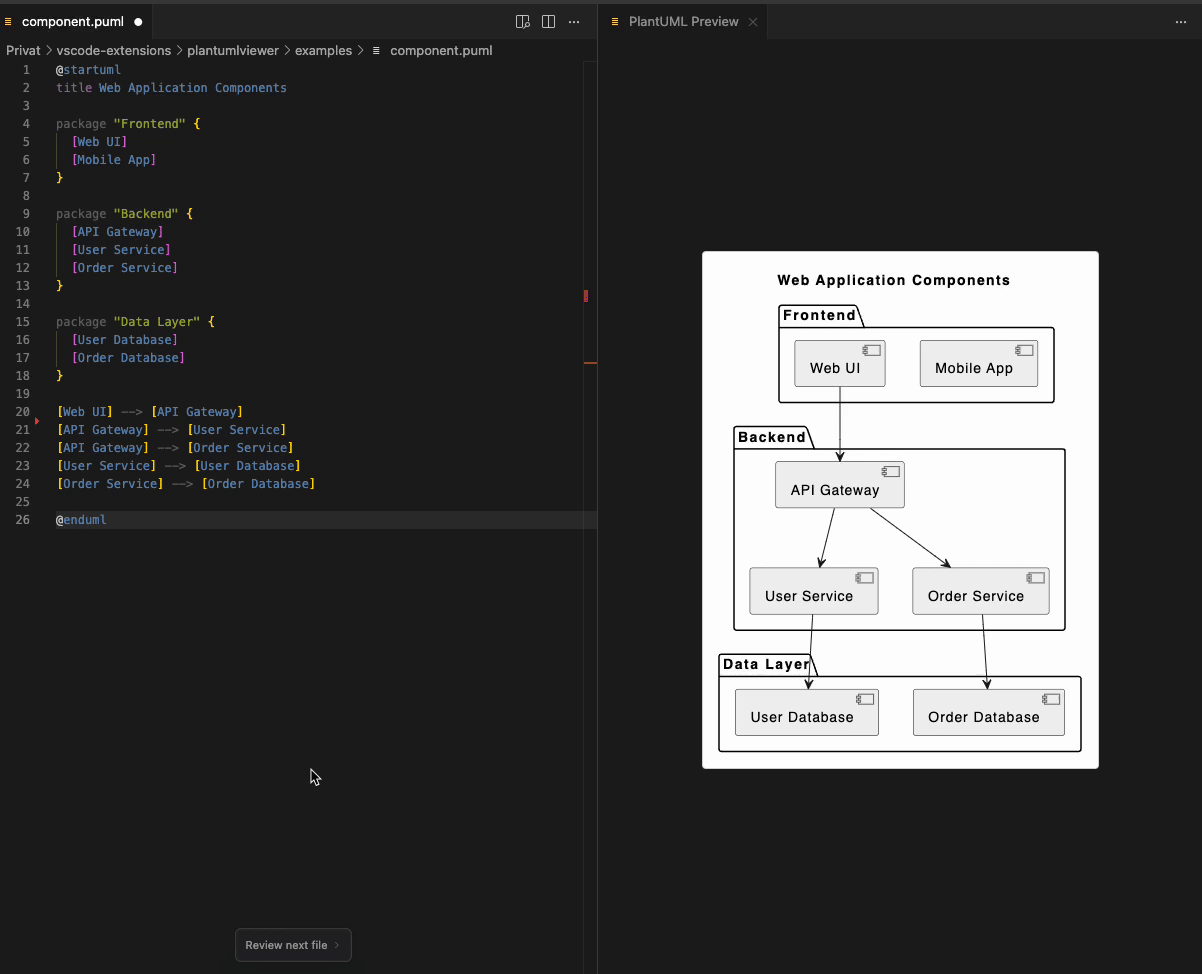 component.puml
Privat > vscode-extensions > plantumlviewer > examples > component.puml
1 @startuml
2 title Web Application Components
3
4 package "Frontend" {
5 [Web UI]
6 [Mobile App]
7 }
8
9 package "Backend" {
10 [API Gateway]
11 [User Service]
12 [Order Service]
13 }
14
15 package "Data Layer" {
16 [User Database]
17 [Order Database]
18 }
19
20 [Web UI] --> [API Gateway]
21 [API Gateway] --> [User Service]
22 [API Gateway] --> [Order Service]
23 [User Service] --> [User Database]
24 [Order Service] --> [Order Database]
25
26 @enduml
Review next file >
PlantUML Preview
Web Application Components
Frontend
Web UI
Mobile App
Backend
API Gateway
User Service
Order Service
Data Layer
User Database
Order Database